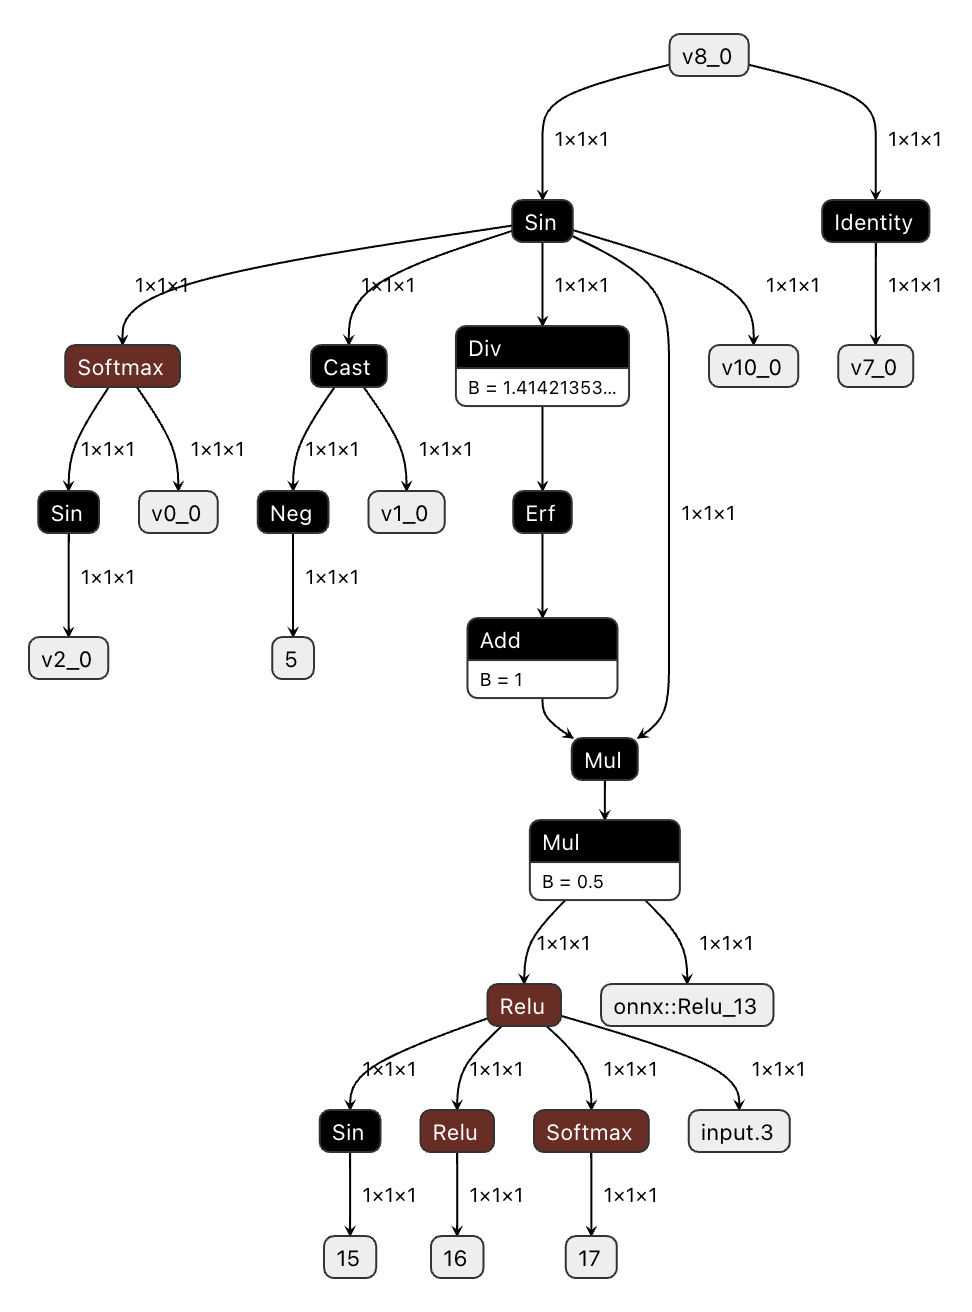 v8_0
1×1×1 1×1×1
Sin Identity
1×1×1 1×1×1 1×1×1 1×1×1 1×1×1
Div
Softmax Cast v10_0 v7_0
B = 1.41421353...
1×1×1 1×1×1 1×1×1 1×1×1
Sin v0_0 Neg v1_0 Erf 1×1×1
1×1×1 1×1×1
Add
v2_0 5
B = 1
Mul
Mul
B = 0.5
1×1×1 1×1×1
Relu onnx::Relu_13
1×1×1 1×1×1 1×1×1 1×1×1
Sin Relu Softmax input.3
1×1×1 1×1×1 1×1×1
15 16 17